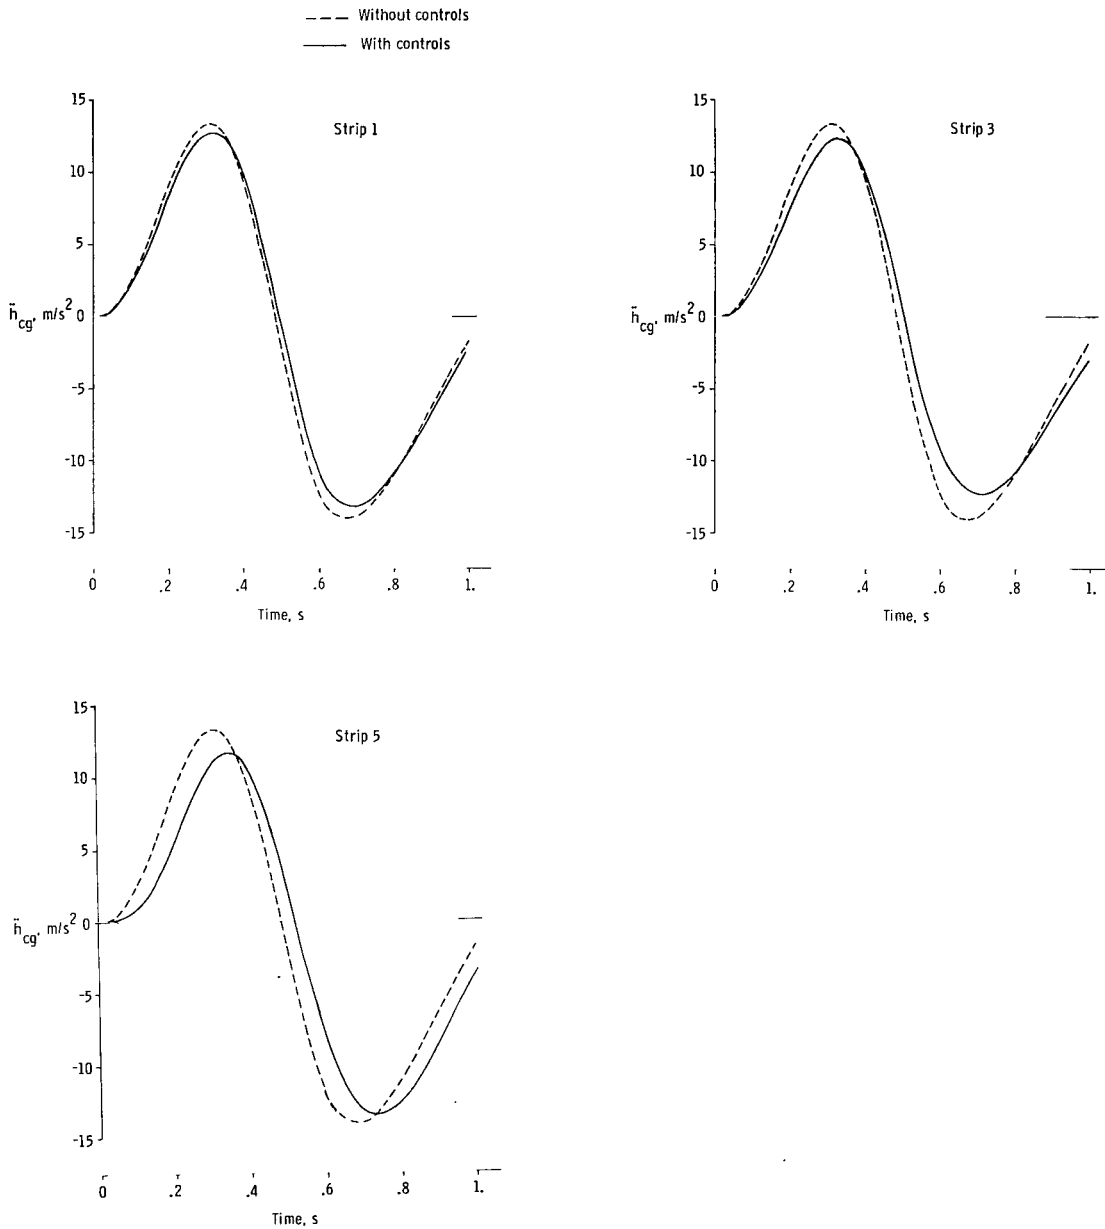 Without controls
With controls
15
10
5
0
-5
-10
-15
ḧcg, m/s2
Strip 1
0 .2 .4 .6 .8 1.
Time, s
15
10
5
0
-5
-10
-15
ḧcg, m/s2
Strip 3
0 .2 .4 .6 .8 1.
Time, s
15
10
5
0
-5
-10
-15
ḧcg, m/s2
Strip 5
0 .2 .4 .6 .8 1.
Time, s